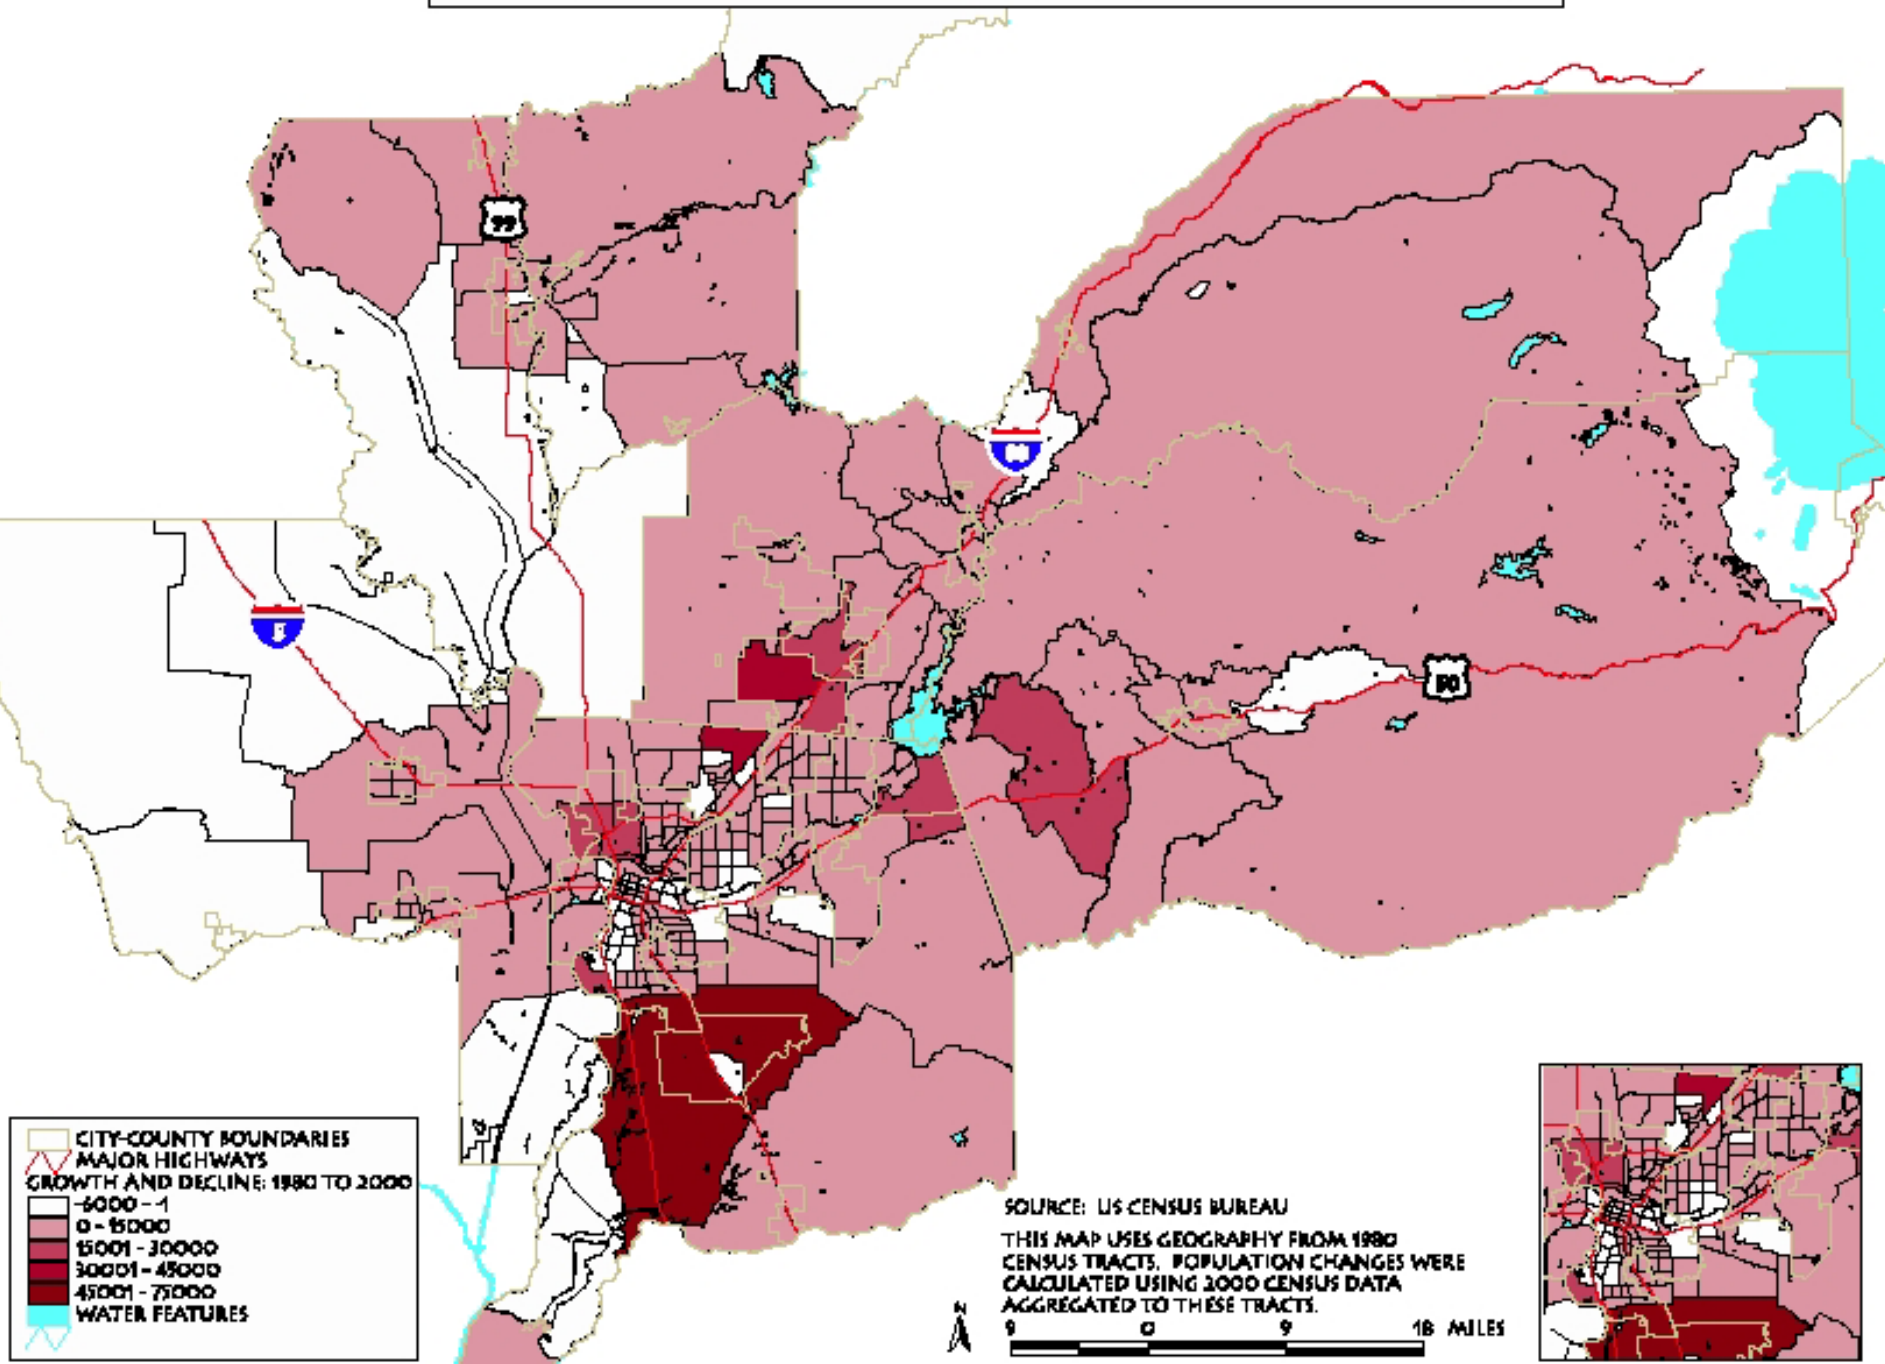 99
5
50
CITY-COUNTY BOUNDARIES
MAJOR HIGHWAYS
GROWTH AND DECLINE: 1980 TO 2000
-6000 - -1
0 - 15000
15001 - 30000
30001 - 45000
45001 - 75000
WATER FEATURES
SOURCE: US CENSUS BUREAU
THIS MAP USES GEOGRAPHY FROM 1980
CENSUS TRACTS. POPULATION CHANGES WERE
CALCULATED USING 2000 CENSUS DATA
AGGREGATED TO THESE TRACTS.
N
9 0 9 18 MILES